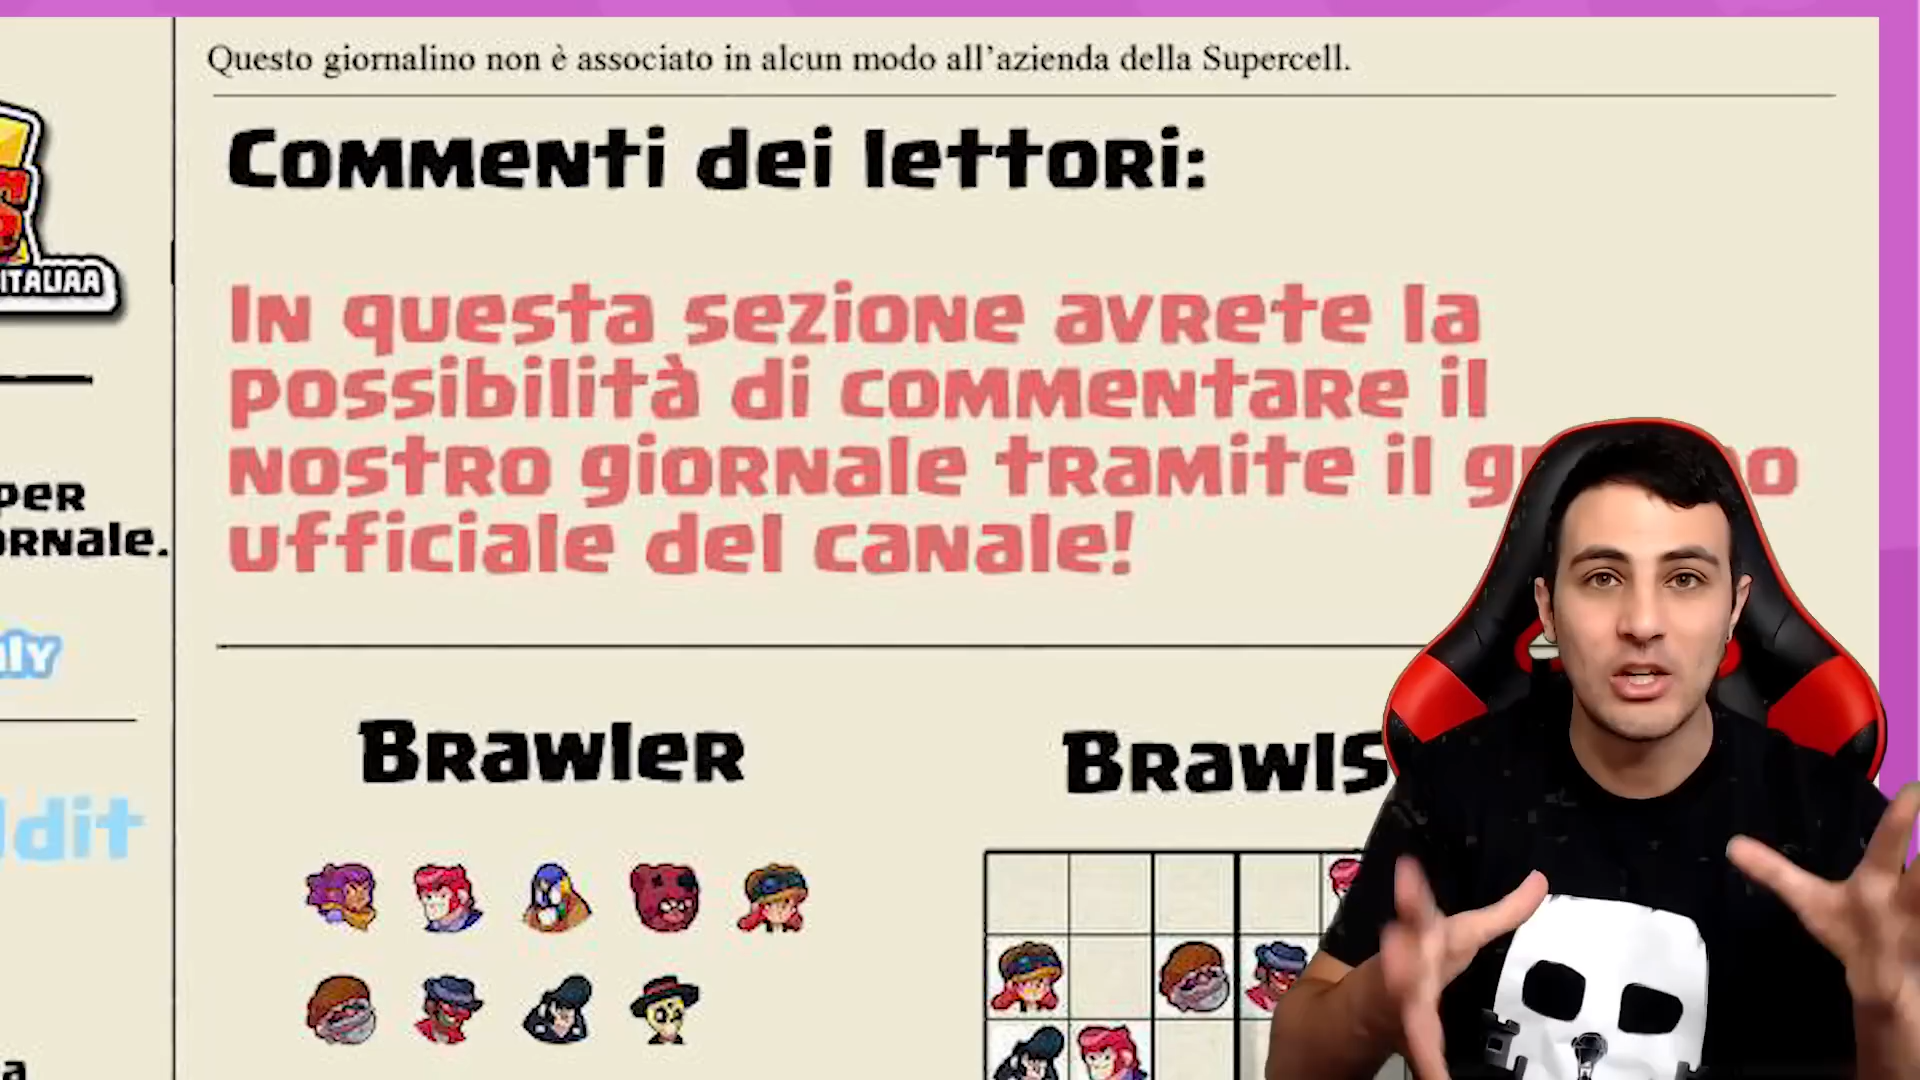 Questo giornalino non è associato in alcun modo all’azienda della Supercell.
Commenti dei lettori:
In questa sezione avrete la
possibilità di commentare il
nostro giornale tramite il
ufficiale del canale!
ITALIAA
PER
Brawler